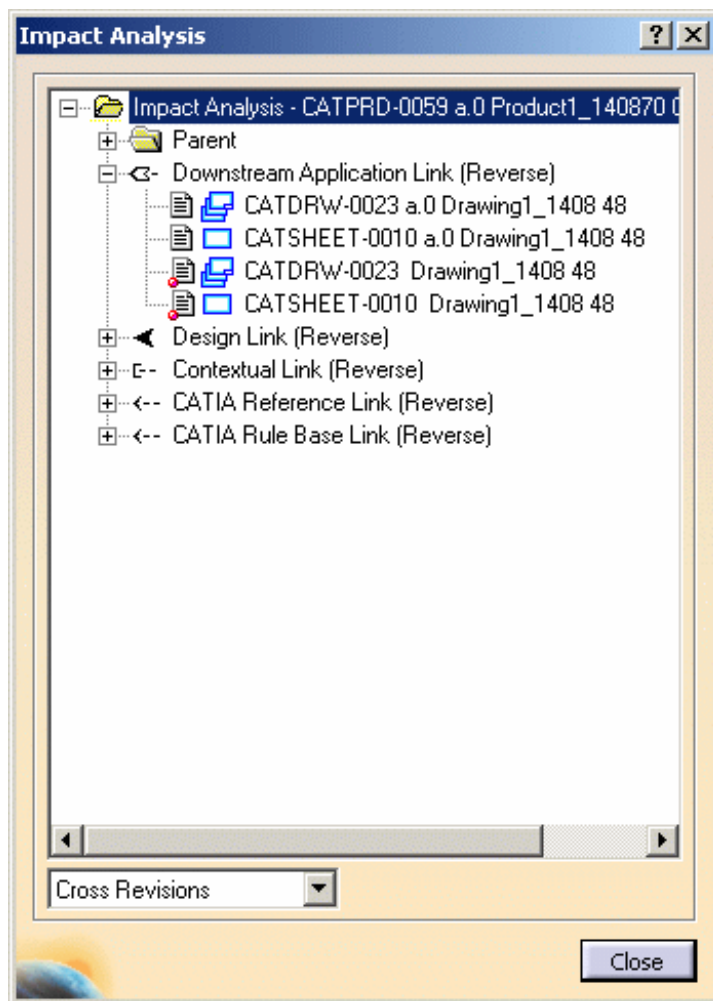 Impact Analysis
Impact Analysis - CATPRD-0059 a.0 Product1_140870
Parent
Downstream Application Link (Reverse)
CATDRW-0023 a.0 Drawing1_1408 48
CATSHEET-0010 a.0 Drawing1_1408 48
CATDRW-0023 Drawing1_1408 48
CATSHEET-0010 Drawing1_1408 48
Design Link (Reverse)
Contextual Link (Reverse)
CATIA Reference Link (Reverse)
CATIA Rule Base Link (Reverse)
Cross Revisions
Close